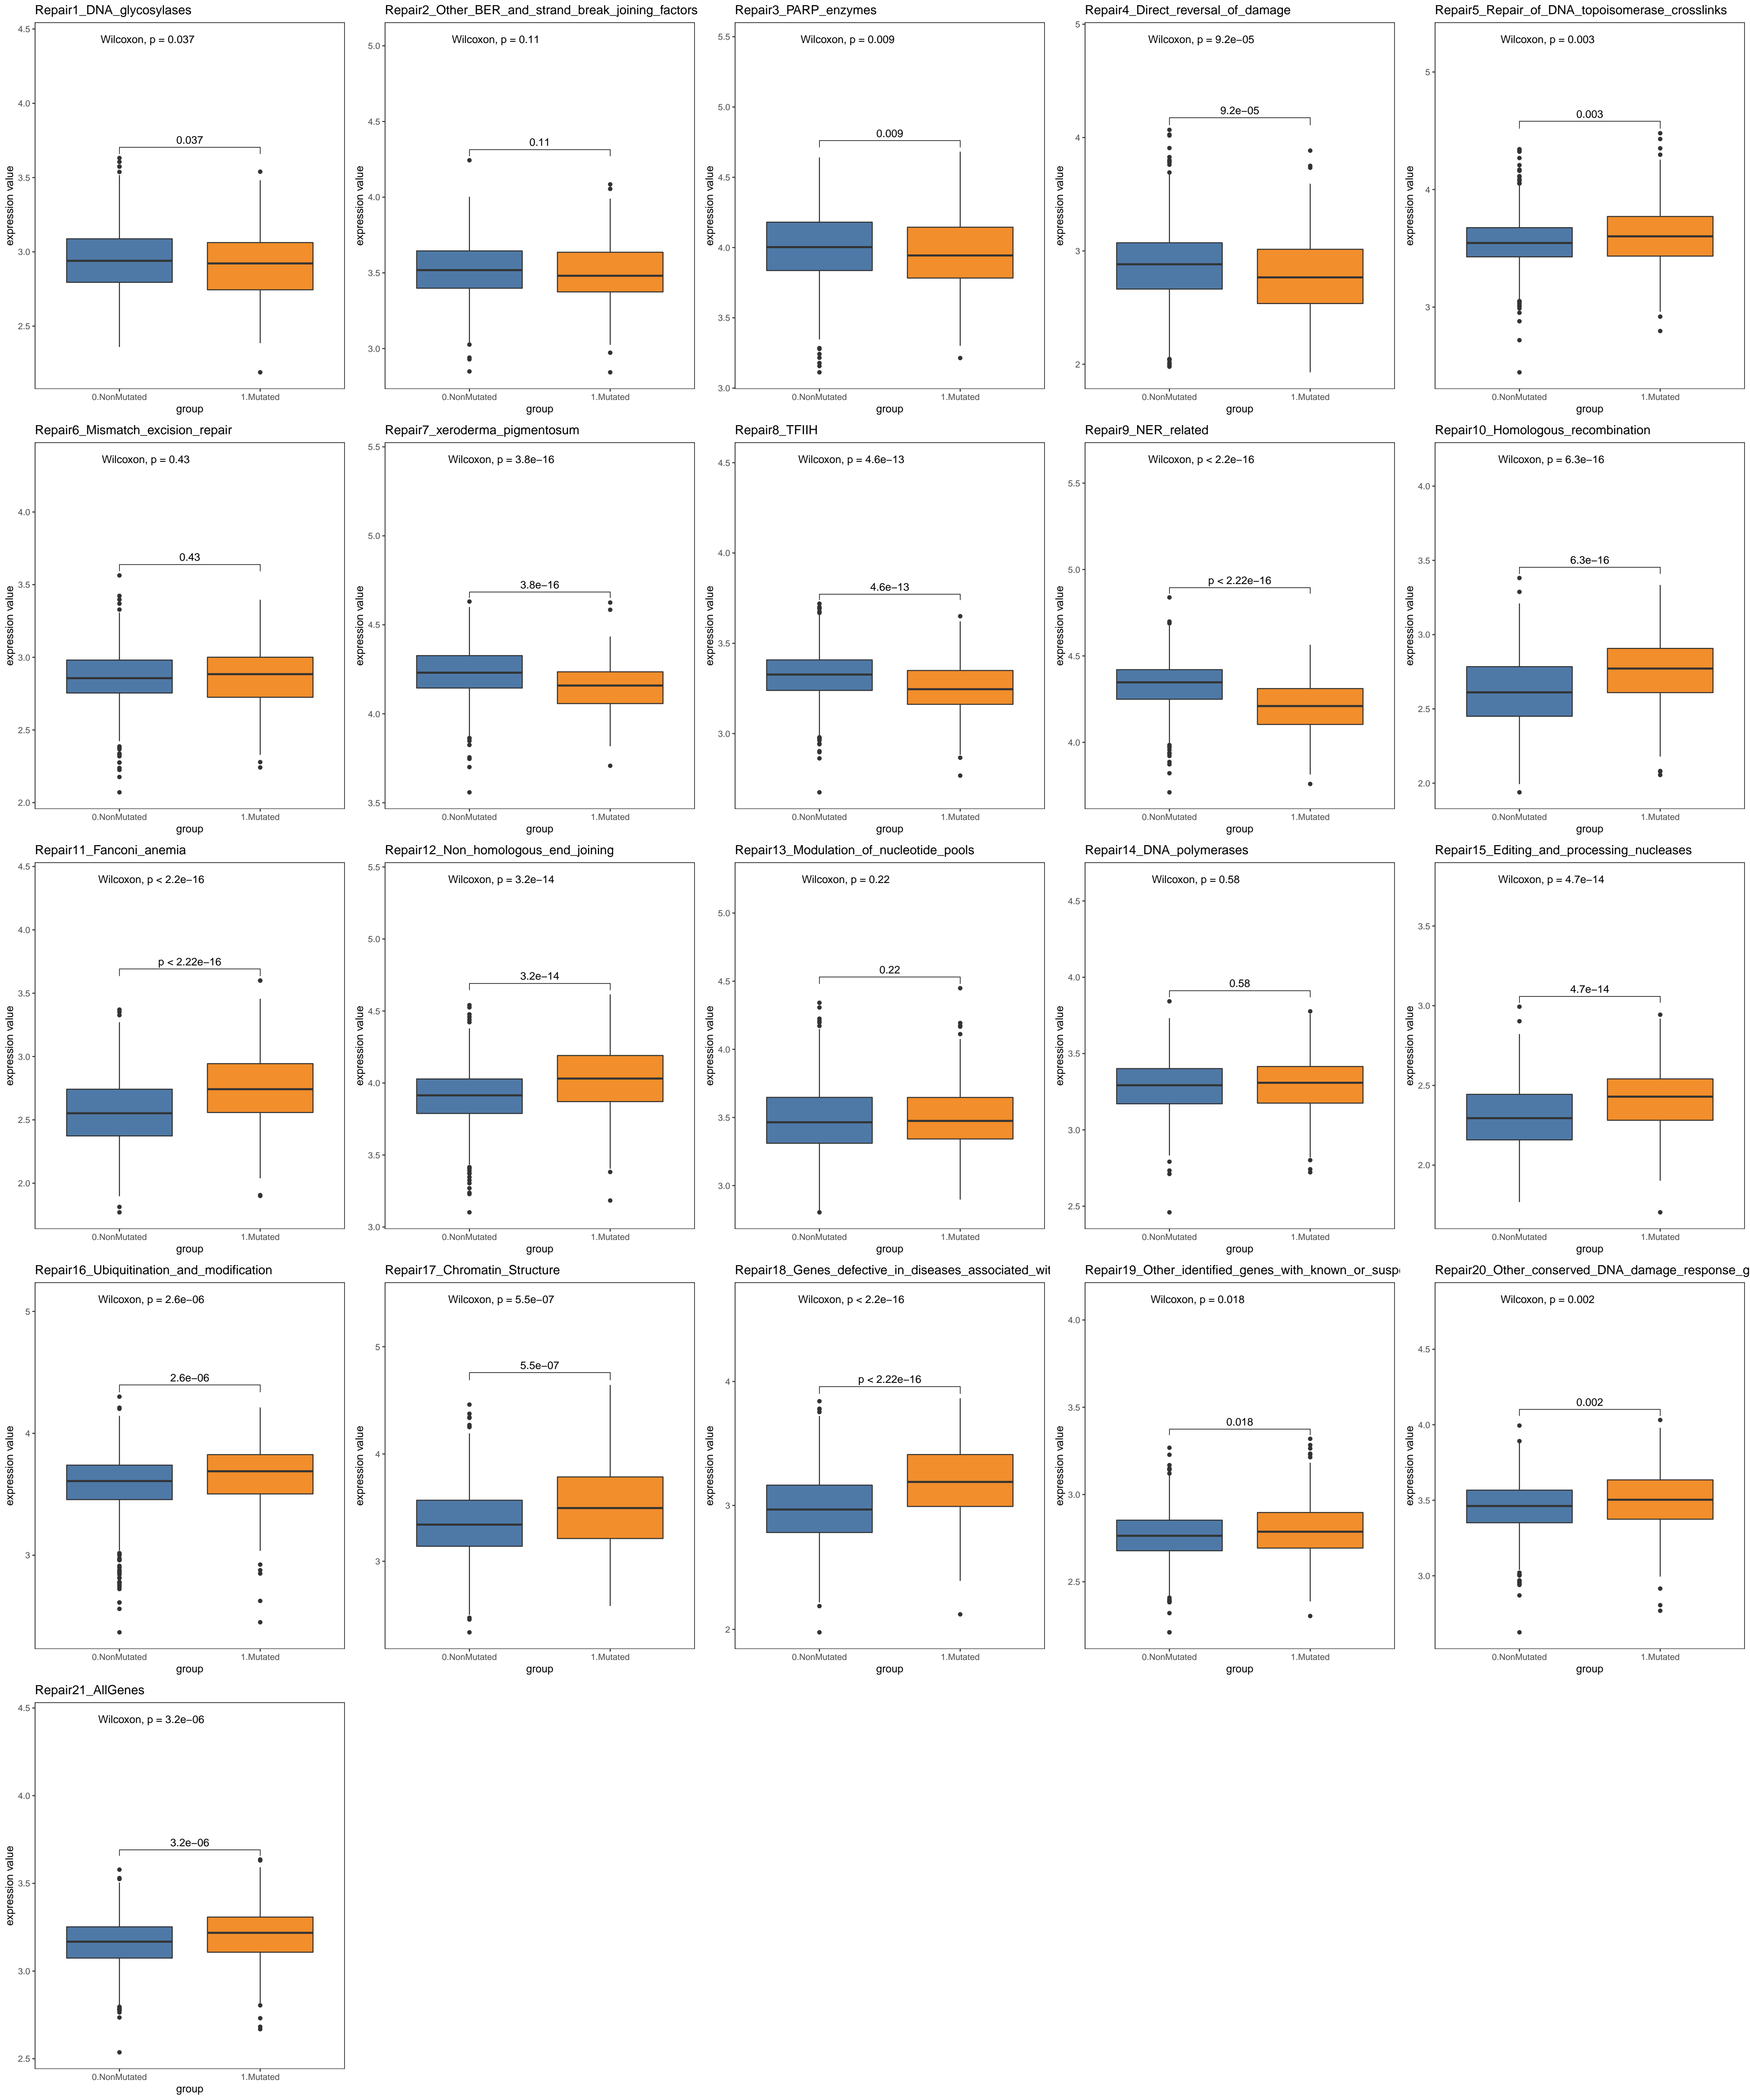 Repair1_DNA_glycosylases
Wilcoxon, p = 0.037
0.037
4.5
4.0
3.5
3.0
2.5
expression value
0.NonMutated
1.Mutated
group
Repair2_Other_BER_and_strand_break_joining_factors
Wilcoxon, p = 0.11
0.11
5.0
4.5
4.0
3.5
3.0
expression value
0.NonMutated
1.Mutated
group
Repair3_PARP_enzymes
Wilcoxon, p = 0.009
0.009
5.5
5.0
4.5
4.0
3.5
3.0
expression value
0.NonMutated
1.Mutated
group
Repair4_Direct_reversal_of_damage
Wilcoxon, p = 9.2e−05
9.2e−05
5
4
3
2
expression value
0.NonMutated
1.Mutated
group
Repair5_Repair_of_DNA_topoisomerase_crosslinks
Wilcoxon, p = 0.003
0.003
5
4
3
expression value
0.NonMutated
1.Mutated
group
Repair6_Mismatch_excision_repair
Wilcoxon, p = 0.43
0.43
4.0
3.5
3.0
2.5
2.0
expression value
0.NonMutated
1.Mutated
group
Repair7_xeroderma_pigmentosum
Wilcoxon, p = 3.8e−16
3.8e−16
5.5
5.0
4.5
4.0
3.5
expression value
0.NonMutated
1.Mutated
group
Repair8_TFIIH
Wilcoxon, p = 4.6e−13
4.6e−13
4.5
4.0
3.5
3.0
expression value
0.NonMutated
1.Mutated
group
Repair9_NER_related
Wilcoxon, p < 2.2e−16
p < 2.22e−16
5.5
5.0
4.5
4.0
expression value
0.NonMutated
1.Mutated
group
Repair10_Homologous_recombination
Wilcoxon, p = 6.3e−16
6.3e−16
4.0
3.5
3.0
2.5
2.0
expression value
0.NonMutated
1.Mutated
group
Repair11_Fanconi_anemia
Wilcoxon, p < 2.2e−16
p < 2.22e−16
4.5
4.0
3.5
3.0
2.5
2.0
expression value
0.NonMutated
1.Mutated
group
Repair12_Non_homologous_end_joining
Wilcoxon, p = 3.2e−14
3.2e−14
5.5
5.0
4.5
4.0
3.5
3.0
expression value
0.NonMutated
1.Mutated
group
Repair13_Modulation_of_nucleotide_pools
Wilcoxon, p = 0.22
0.22
5.0
4.5
4.0
3.5
3.0
expression value
0.NonMutated
1.Mutated
group
Repair14_DNA_polymerases
Wilcoxon, p = 0.58
0.58
4.5
4.0
3.5
3.0
2.5
expression value
0.NonMutated
1.Mutated
group
Repair15_Editing_and_processing_nucleases
Wilcoxon, p = 4.7e−14
4.7e−14
3.5
3.0
2.5
2.0
expression value
0.NonMutated
1.Mutated
group
Repair16_Ubiquitination_and_modification
Wilcoxon, p = 2.6e−06
2.6e−06
5
4
3
expression value
0.NonMutated
1.Mutated
group
Repair17_Chromatin_Structure
Wilcoxon, p = 5.5e−07
5.5e−07
5
4
3
expression value
0.NonMutated
1.Mutated
group
Repair18_Genes_defective_in_diseases_associated_wit
Wilcoxon, p < 2.2e−16
p < 2.22e−16
4
3
2
expression value
0.NonMutated
1.Mutated
group
Repair19_Other_identified_genes_with_known_or_susp
Wilcoxon, p = 0.018
0.018
4.0
3.5
3.0
2.5
expression value
0.NonMutated
1.Mutated
group
Repair20_Other_conserved_DNA_damage_response_g
Wilcoxon, p = 0.002
0.002
4.5
4.0
3.5
3.0
expression value
0.NonMutated
1.Mutated
group
Repair21_AllGenes
Wilcoxon, p = 3.2e−06
3.2e−06
4.5
4.0
3.5
3.0
2.5
expression value
0.NonMutated
1.Mutated
group